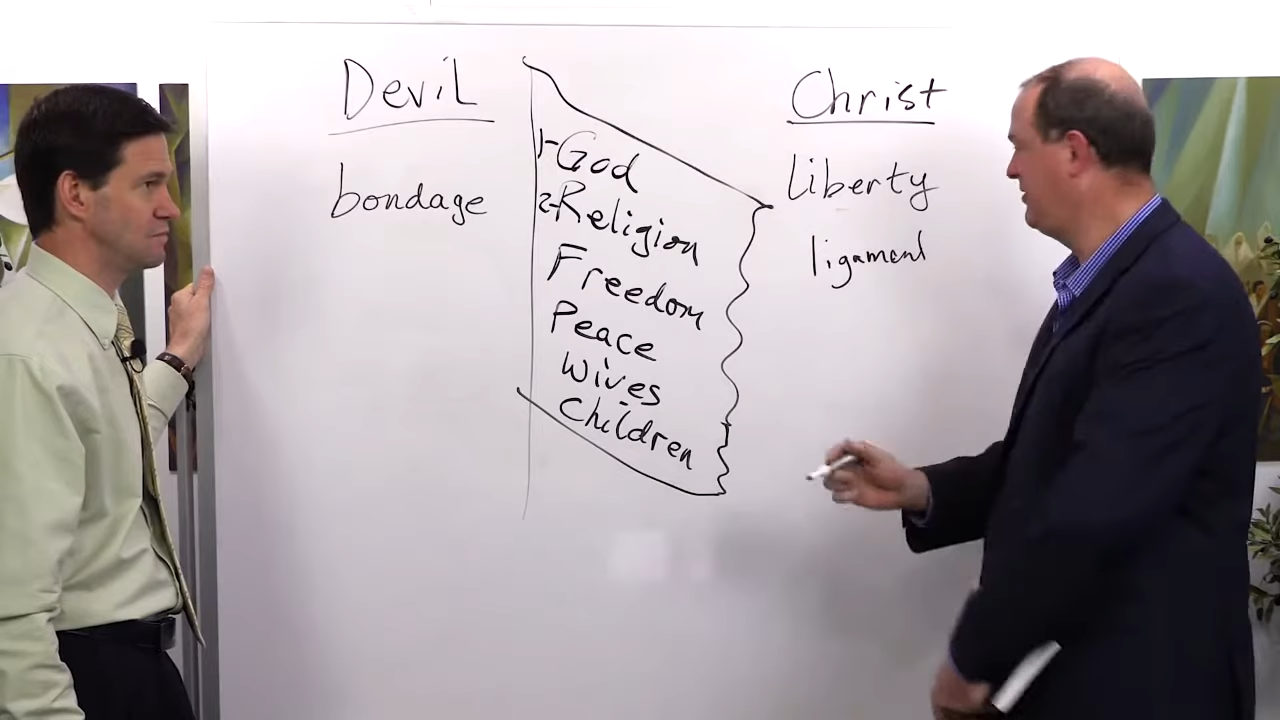 Devil
bondage
1-God
2-Religion
Freedom
Peace
Wives
Children
Christ
liberty
ligament